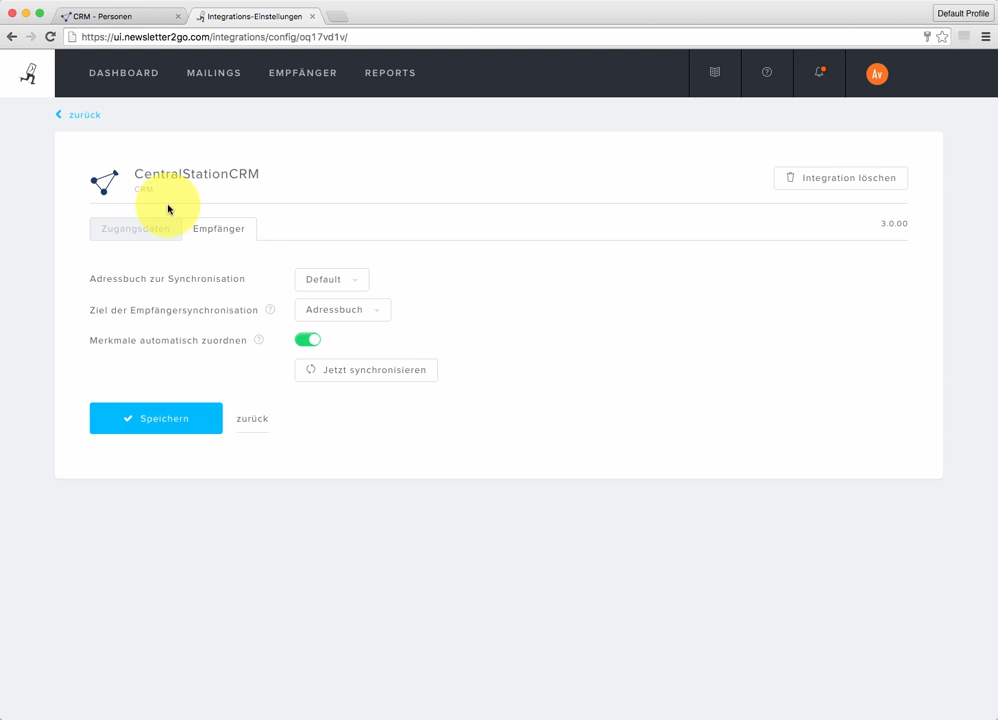 CRM - Personen
Integrations-Einstellungen
Default Profile
https://ui.newsletter2go.com/integrations/config/oq17vd1v/
DASHBOARD MAILINGS EMPFÄNGER REPORTS
Av
zurück
CentralStationCRM
CRM
Integration löschen
Zugangsdaten Empfänger
3.0.00
Adressbuch zur Synchronisation Default
Ziel der Empfängersynchronisation ? Adressbuch
Merkmale automatisch zuordnen ?
Jetzt synchronisieren
Speichern zurück